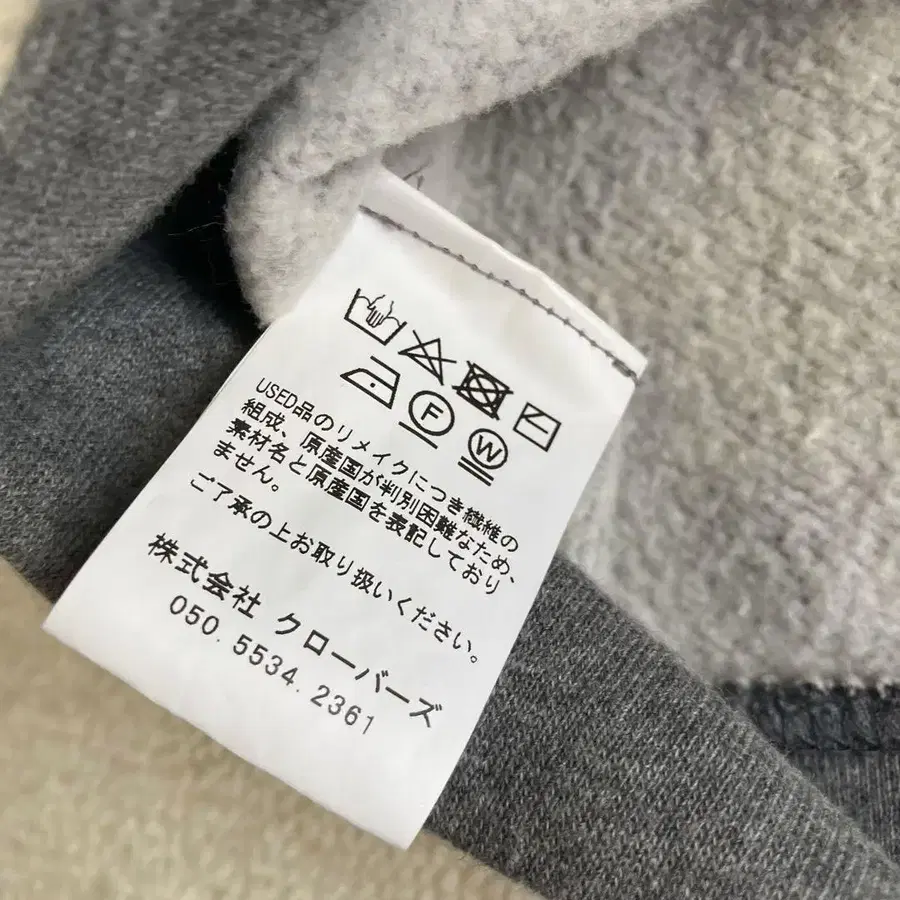 F
W
USED品のリメイクにつき繊維の
組成、原産国が判別困難なため、
素材名と原産国を表記しており
ません。
ご了承の上お取り扱いください。
株式会社 クローバーズ
050.5534.2361